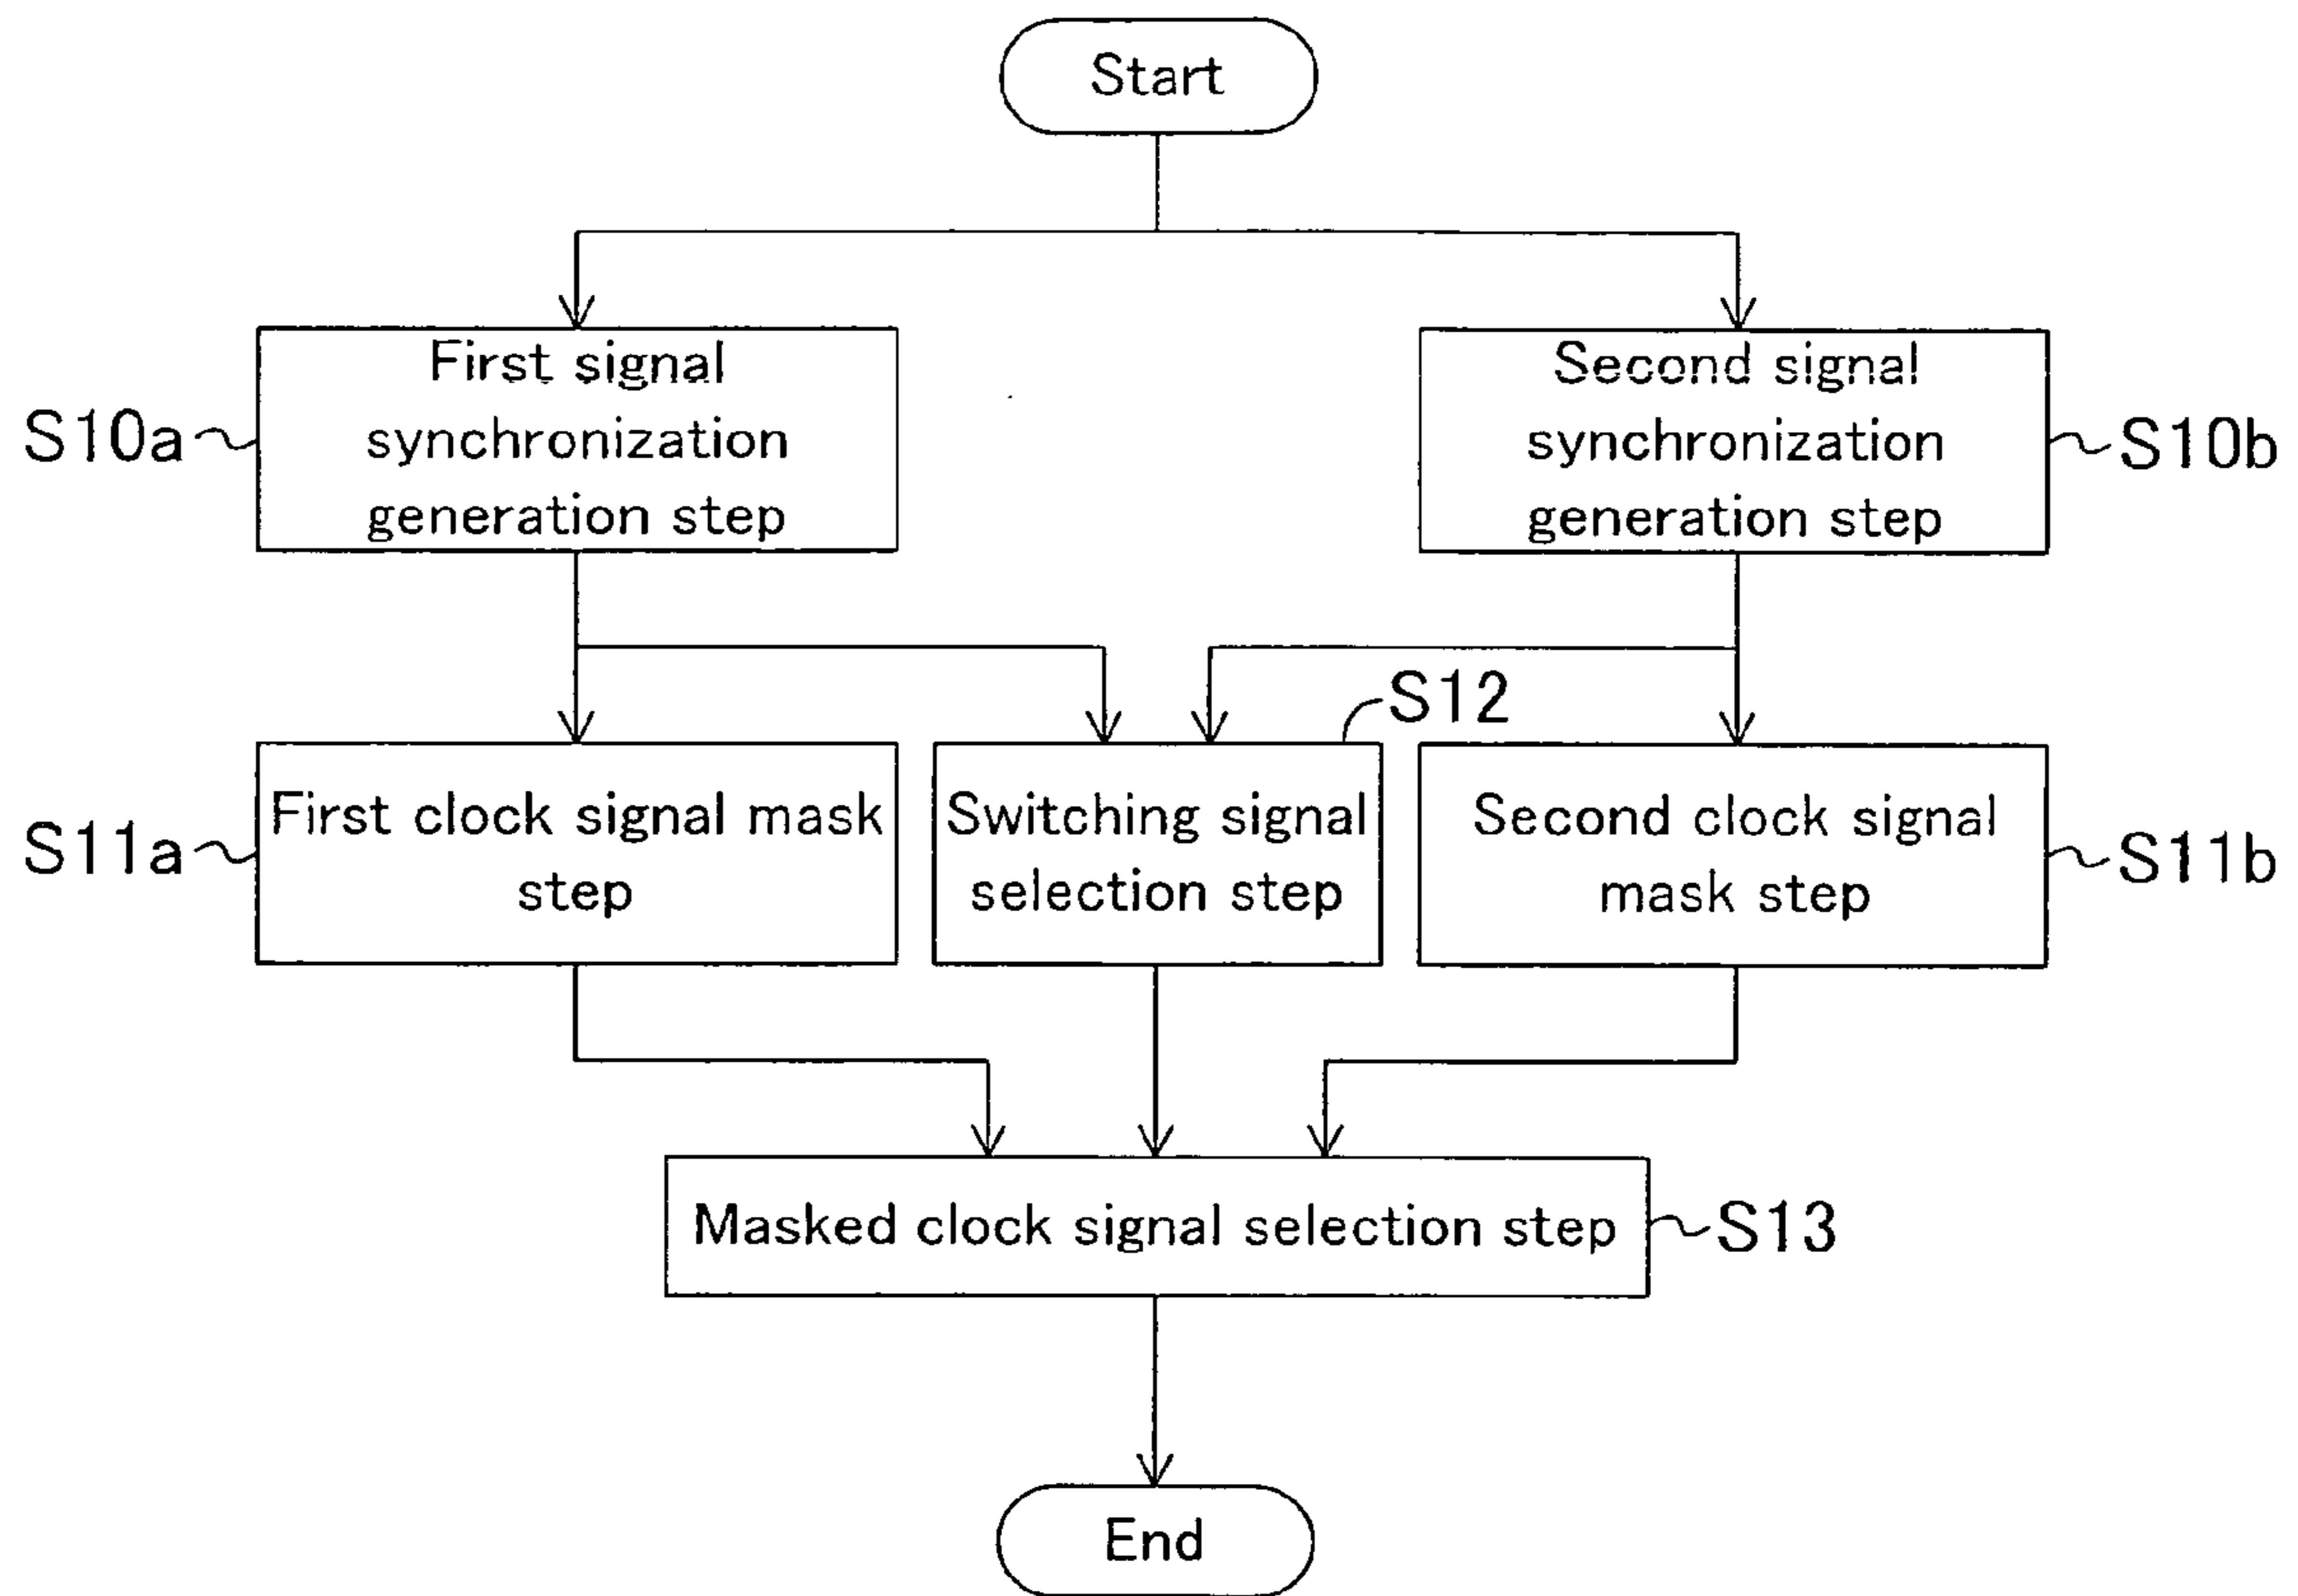 Start
First signal
synchronization
generation step
S10a
Second signal
synchronization
generation step
S10b
S12
First clock signal mask
step
S11a
Switching signal
selection step
Second clock signal
mask step
S11b
Masked clock signal selection step
S13
End